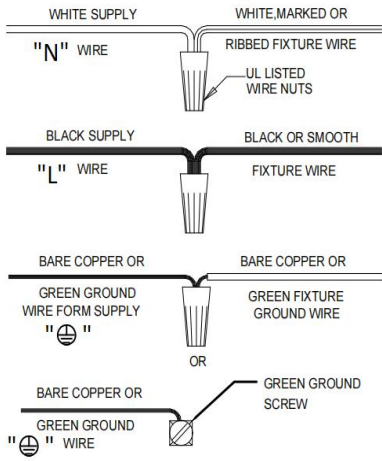 WHITE SUPPLY
"N" WIRE
WHITE,MARKED OR
RIBBED FIXTURE WIRE
UL LISTED
WIRE NUTS
BLACK SUPPLY
"L" WIRE
BLACK OR SMOOTH
FIXTURE WIRE
BARE COPPER OR
GREEN GROUND
WIRE FORM SUPPLY
"⏚"
BARE COPPER OR
GREEN FIXTURE
GROUND WIRE
OR
BARE COPPER OR
GREEN GROUND
"⏚" WIRE
GREEN GROUND
SCREW